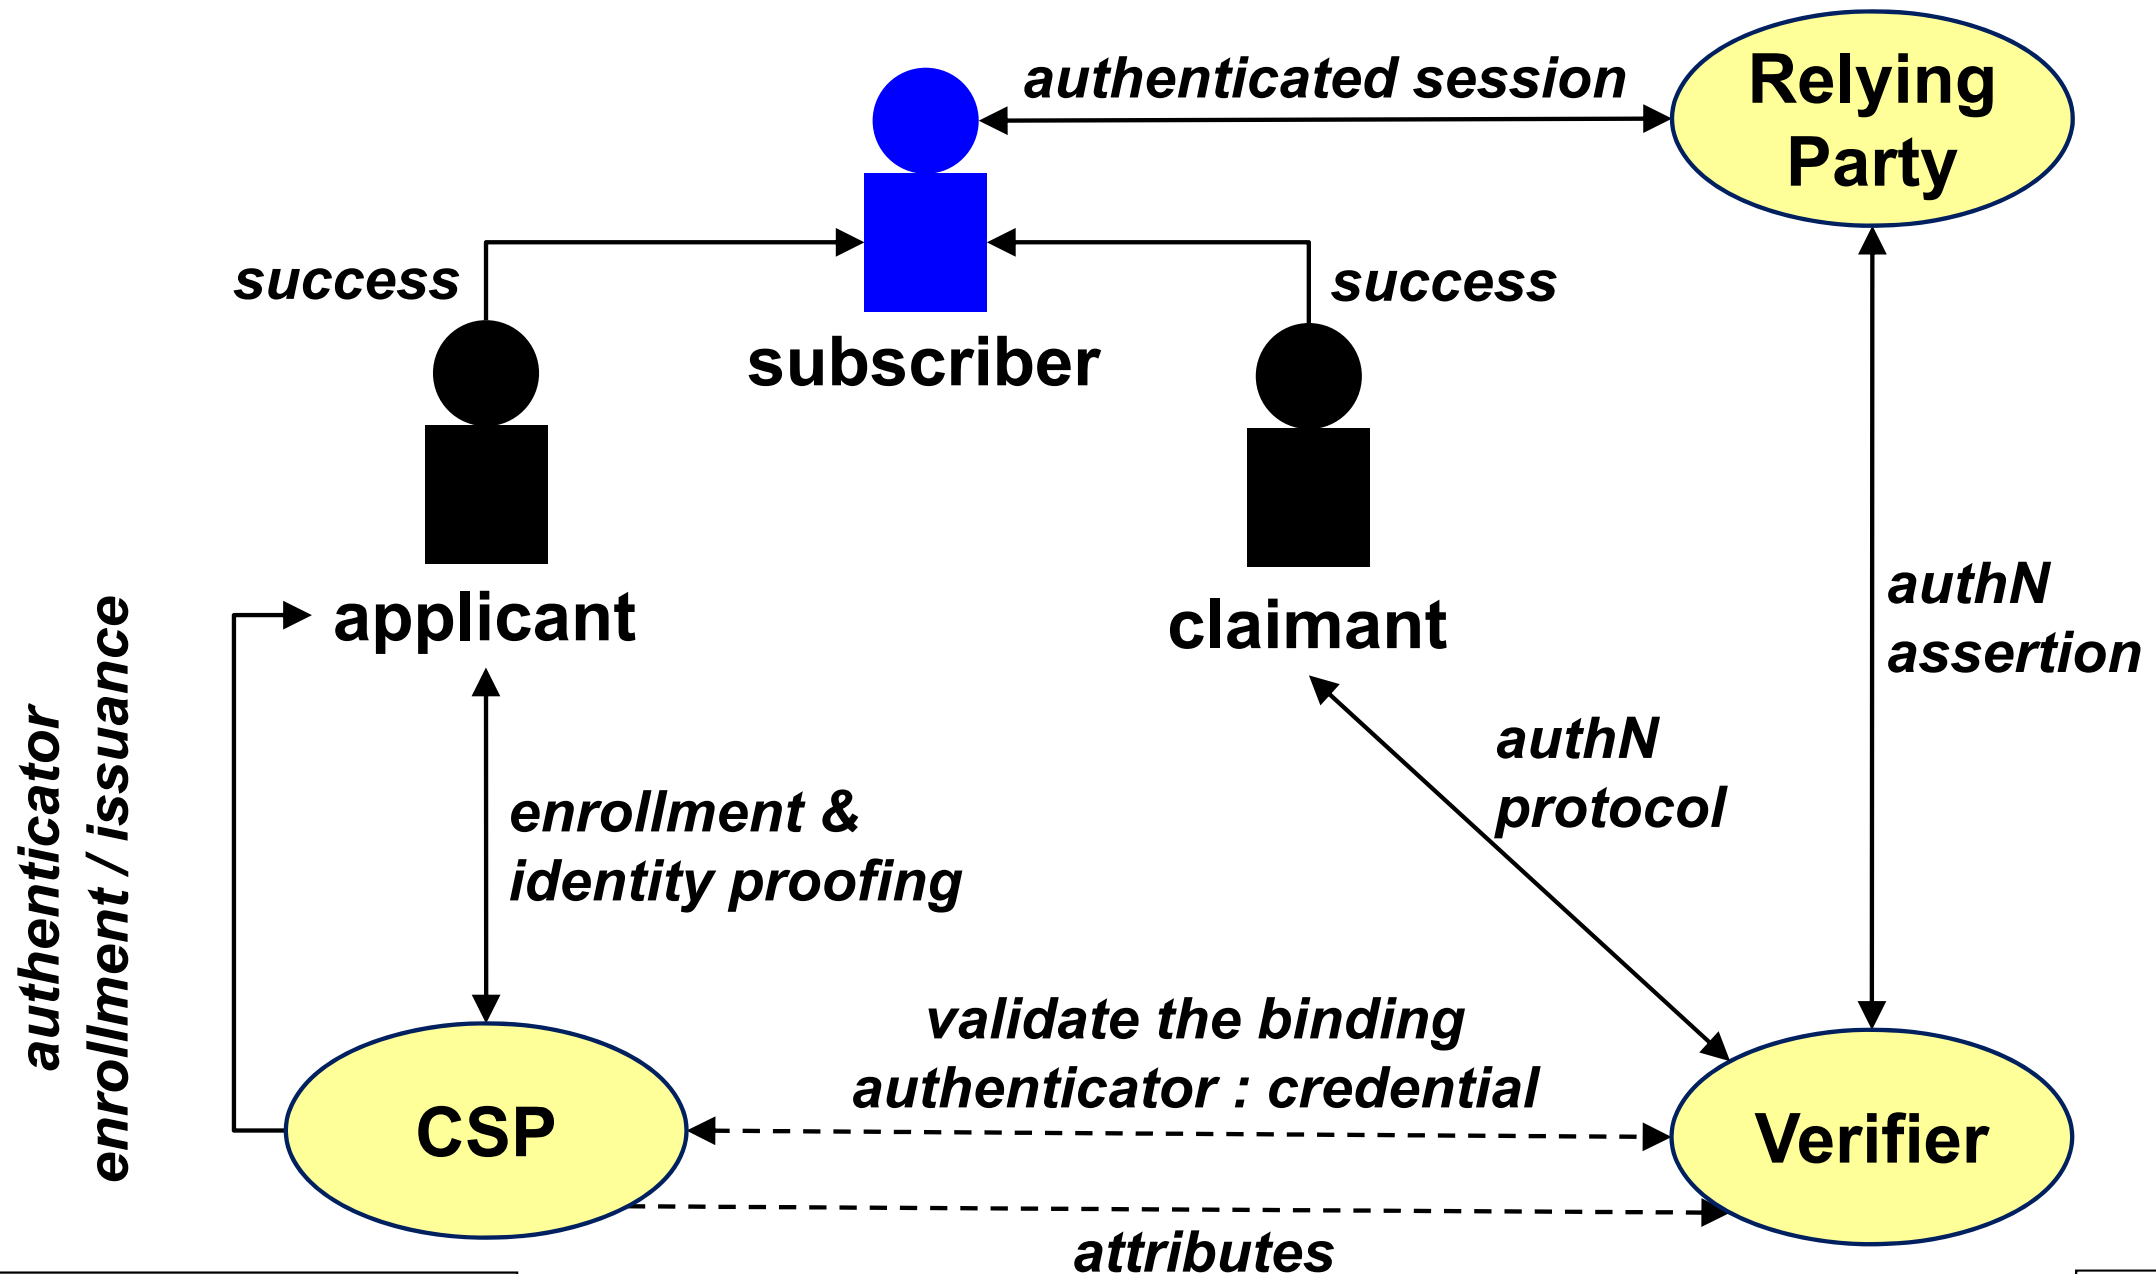 authenticated session
Relying
Party
success
success
subscriber
applicant
claimant
authN
assertion
authenticator
enrollment / issuance
authN
protocol
enrollment &
identity proofing
validate the binding
authenticator : credential
CSP
Verifier
attributes